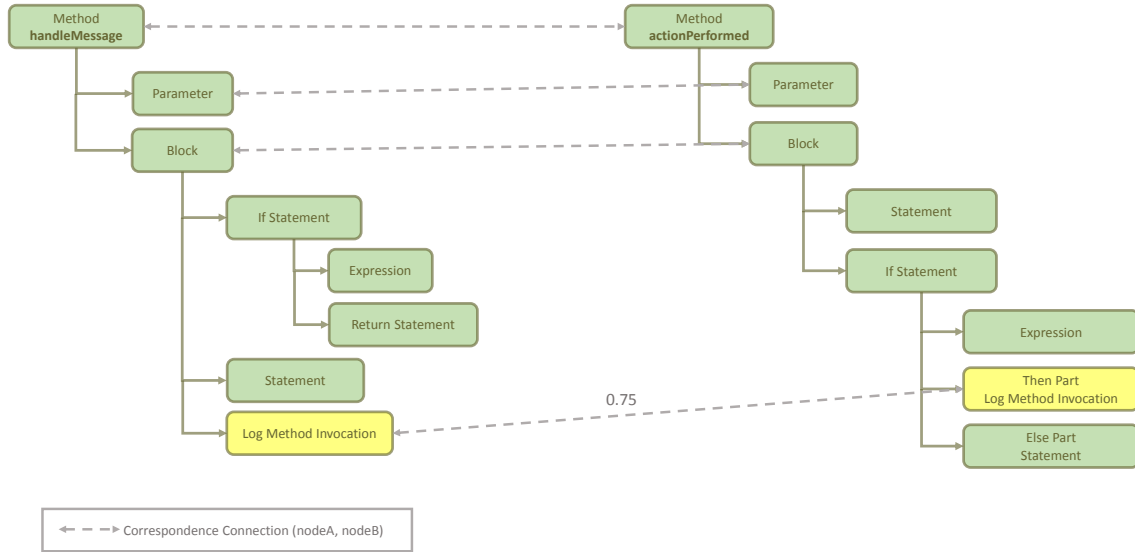 Method
handleMessage
Method
actionPerformed
Parameter
Parameter
Block
Block
If Statement
Statement
Expression
If Statement
Return Statement
Expression
Statement
Then Part
Log Method Invocation
0.75
Log Method Invocation
Else Part
Statement
Correspondence Connection (nodeA, nodeB)